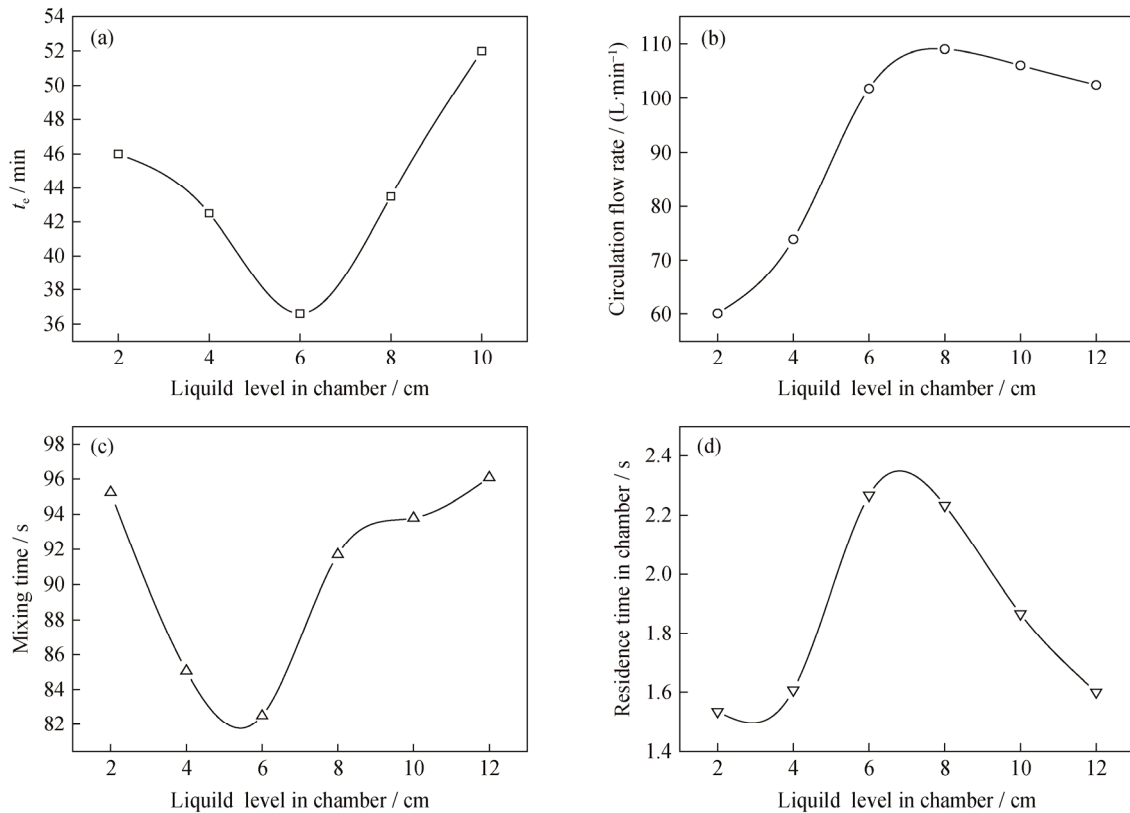 (a)
54
52
50
48
46
44
42
40
38
36
t_e / min
2 4 6 8 10
Liquild level in chamber / cm
(b)
110
100
90
80
70
60
Circulation flow rate / (L·min⁻¹)
2 4 6 8 10 12
Liquild level in chamber / cm
(c)
98
96
94
92
90
88
86
84
82
Mixing time / s
2 4 6 8 10 12
Liquild level in chamber / cm
(d)
2.4
2.2
2.0
1.8
1.6
1.4
Residence time in chamber / s
2 4 6 8 10 12
Liquild level in chamber / cm